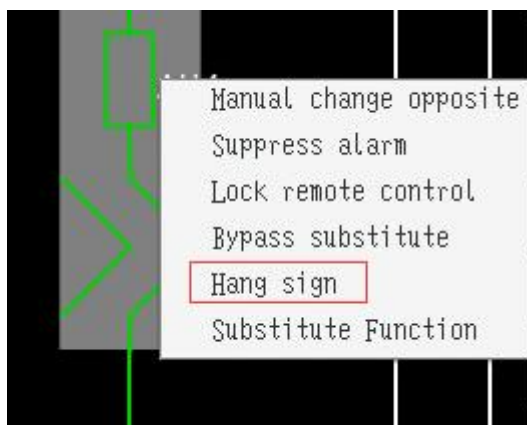 Manual change opposite
Suppress alarm
Lock remote control
Bypass substitute
Hang sign
Substitute Function